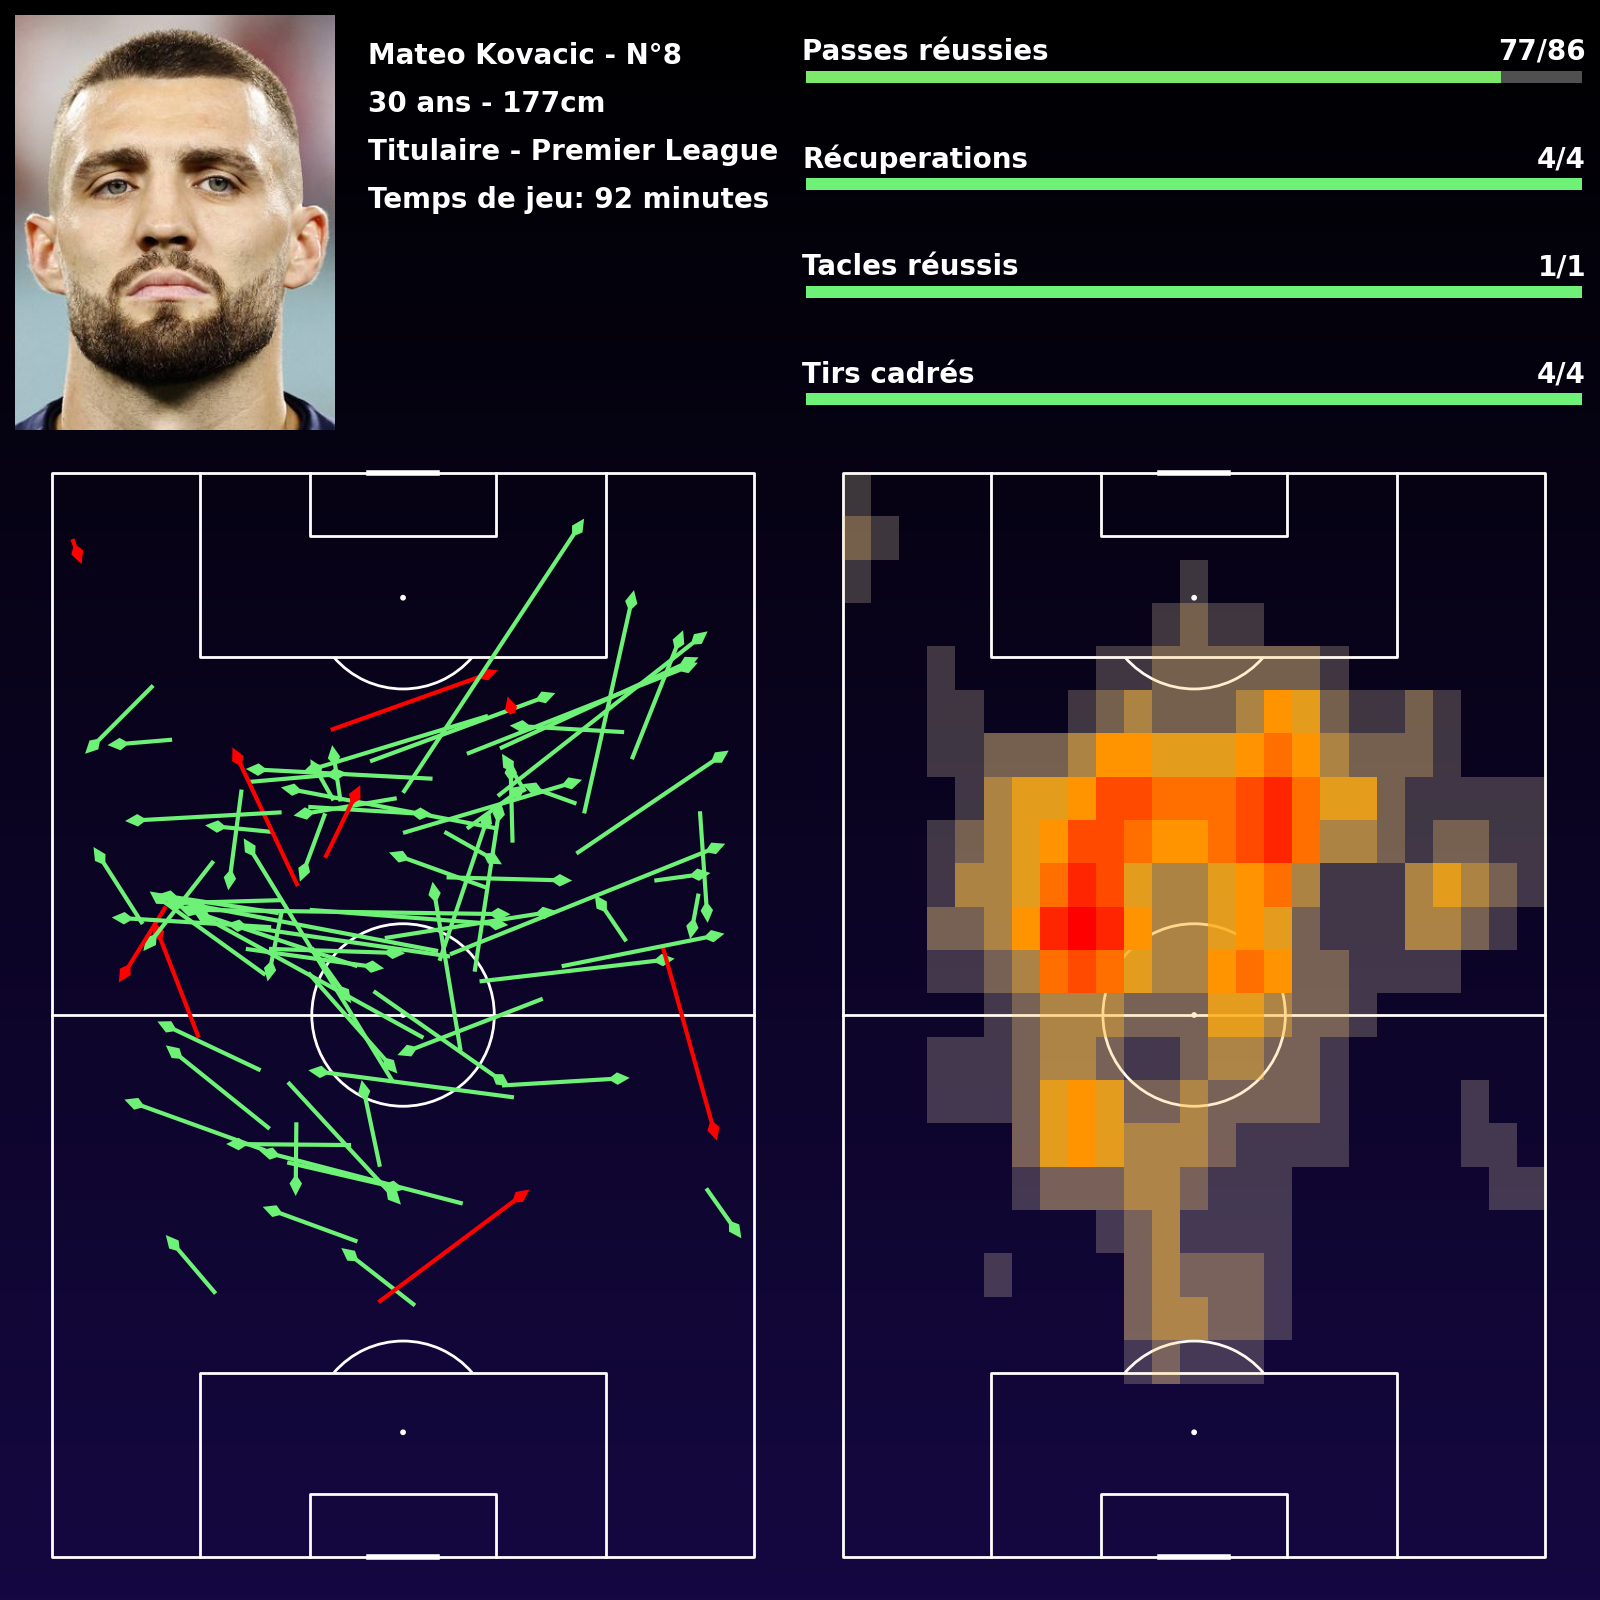 Mateo Kovacic - N°8
30 ans - 177cm
Titulaire - Premier League
Temps de jeu: 92 minutes
Passes réussies 77/86
Récuperations 4/4
Tacles réussis 1/1
Tirs cadrés 4/4